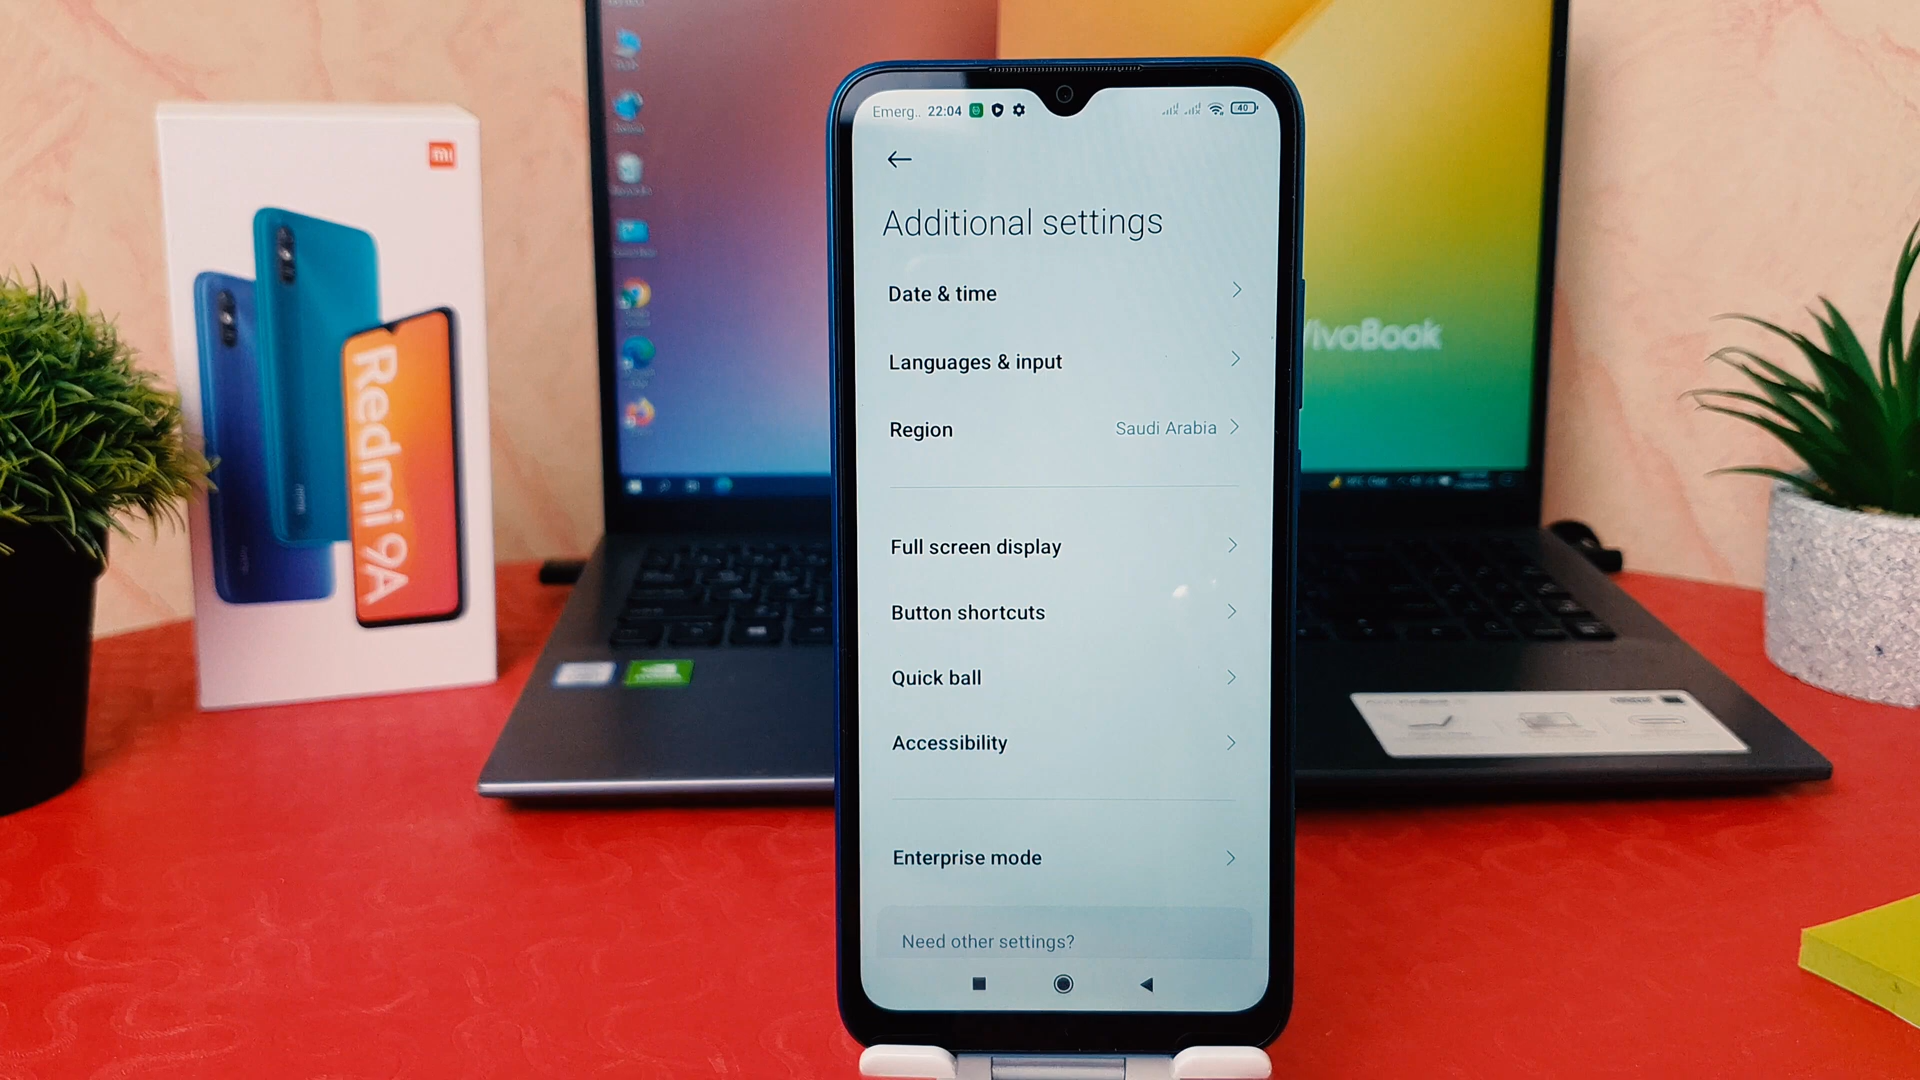 mi
Redmi 9A
VivoBook
Emerg.. 22:04
40
Additional settings
Date & time
Languages & input
Region Saudi Arabia
Full screen display
Button shortcuts
Quick ball
Accessibility
Enterprise mode
Need other settings?